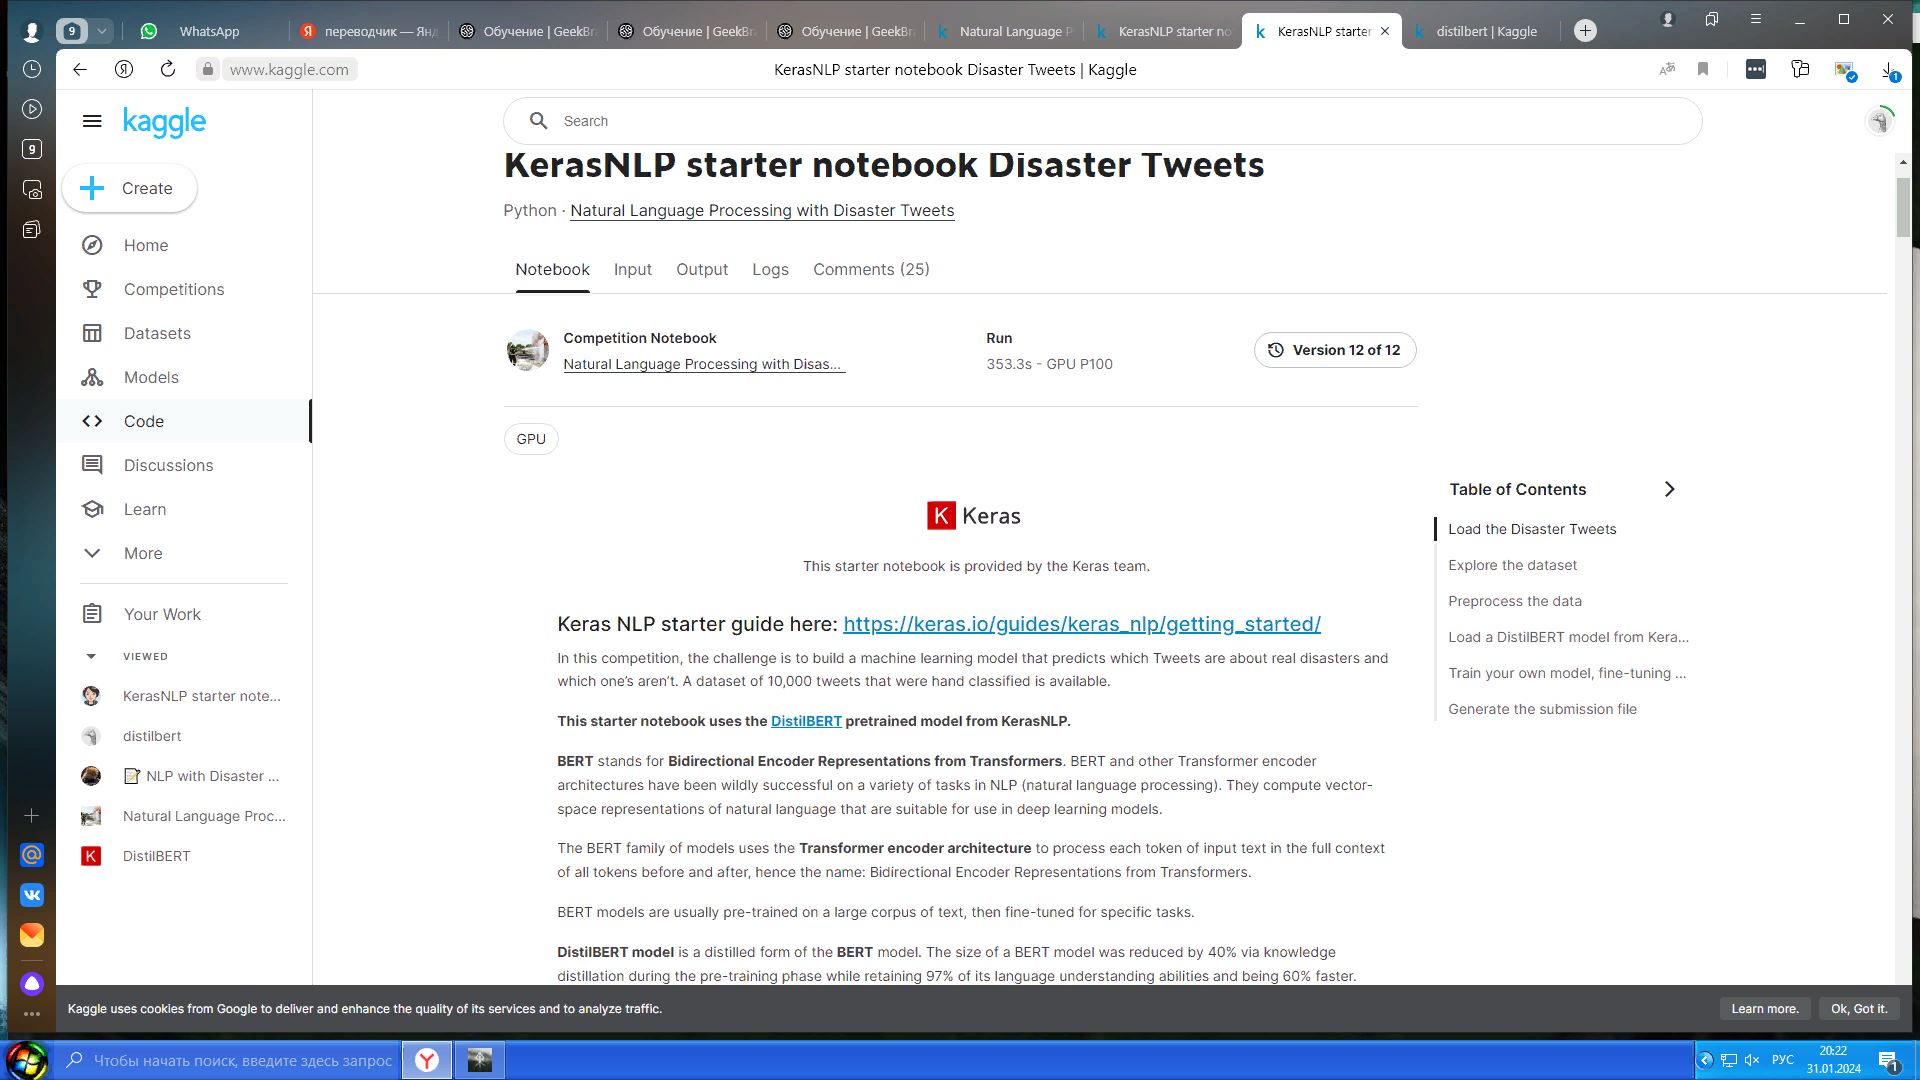 9
WhatsApp
переводчик — Янд
Обучение | GeekBr
Обучение | GeekBr
Обучение | GeekBr
Natural Language P
KerasNLP starter no
KerasNLP starter
distilbert | Kaggle
www.kaggle.com
KerasNLP starter notebook Disaster Tweets | Kaggle
1
9
kaggle
Search
Create
Home
Competitions
Datasets
Models
Code
Discussions
Learn
More
Your Work
VIEWED
KerasNLP starter note...
distilbert
NLP with Disaster ...
Natural Language Proc...
K
DistilBERT
KerasNLP starter notebook Disaster Tweets
Python · Natural Language Processing with Disaster Tweets
Notebook
Input
Output
Logs
Comments (25)
Competition Notebook
Natural Language Processing with Disas...
Run
353.3s - GPU P100
Version 12 of 12
GPU
K Keras
This starter notebook is provided by the Keras team.
Keras NLP starter guide here: https://keras.io/guides/keras_nlp/getting_started/
In this competition, the challenge is to build a machine learning model that predicts which Tweets are about real disasters and
which one's aren't. A dataset of 10,000 tweets that were hand classified is available.
This starter notebook uses the DistilBERT pretrained model from KerasNLP.
BERT stands for Bidirectional Encoder Representations from Transformers. BERT and other Transformer encoder
architectures have been wildly successful on a variety of tasks in NLP (natural language processing). They compute vector-
space representations of natural language that are suitable for use in deep learning models.
The BERT family of models uses the Transformer encoder architecture to process each token of input text in the full context
of all tokens before and after, hence the name: Bidirectional Encoder Representations from Transformers.
BERT models are usually pre-trained on a large corpus of text, then fine-tuned for specific tasks.
DistilBERT model is a distilled form of the BERT model. The size of a BERT model was reduced by 40% via knowledge
distillation during the pre-training phase while retaining 97% of its language understanding abilities and being 60% faster.
Table of Contents
Load the Disaster Tweets
Explore the dataset
Preprocess the data
Load a DistilBERT model from Kera...
Train your own model, fine-tuning ...
Generate the submission file
Kaggle uses cookies from Google to deliver and enhance the quality of its services and to analyze traffic.
Learn more.
Ok, Got it.
Чтобы начать поиск, введите здесь запрос
РУС
20:22
31.01.2024
1